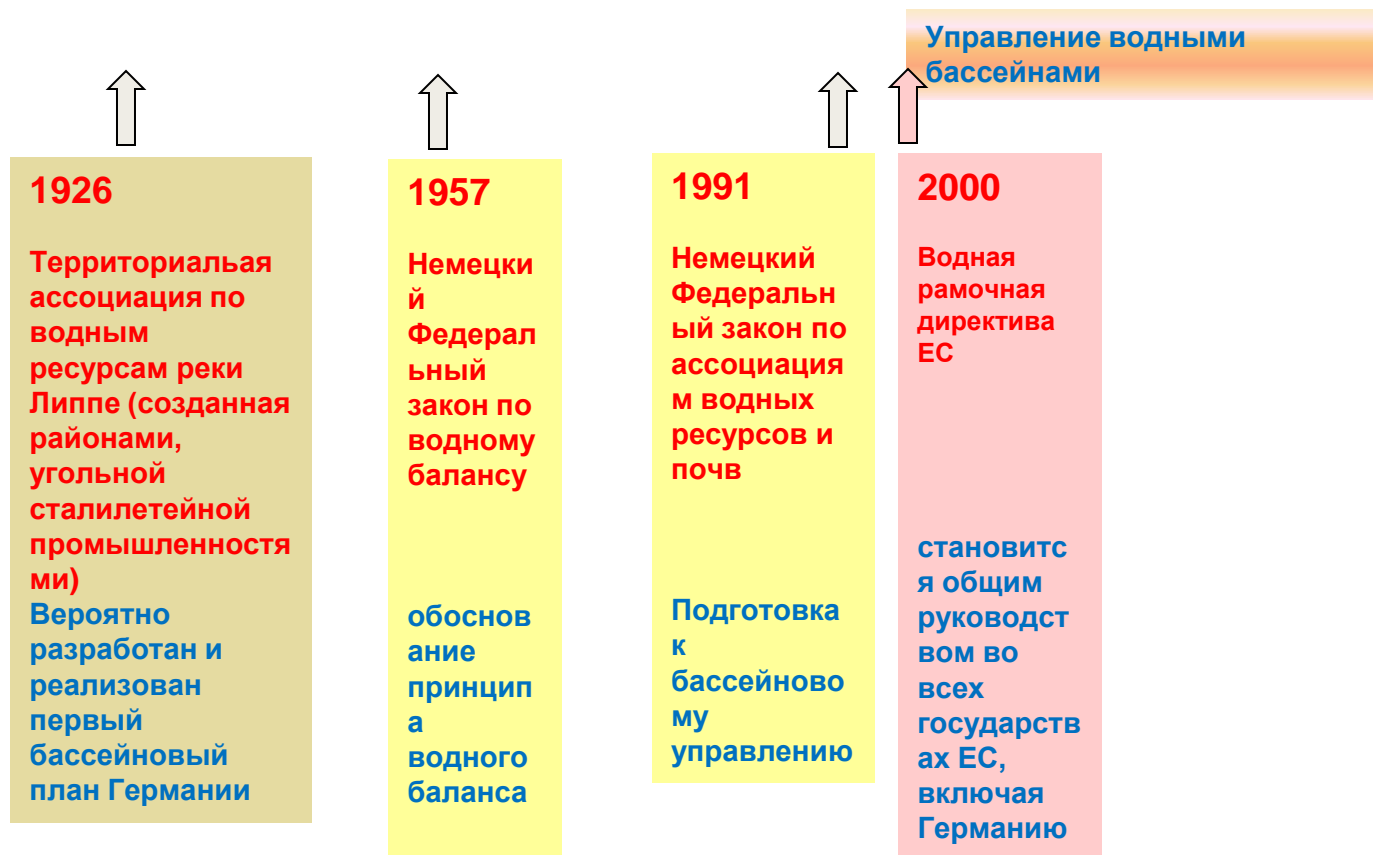 Управление водными
бассейнами
1926
Территориальая
ассоциация по
водным
ресурсам реки
Липпе (созданная
районами,
угольной
сталилетейной
промышленностя
ми)
Вероятно
разработан и
реализован
первый
бассейновый
план Германии
1957
Немецки
й
Федерал
ьный
закон по
водному
балансу
обоснов
ание
принцип
а
водного
баланса
1991
Немецкий
Федеральн
ый закон по
ассоциация
м водных
ресурсов и
почв
Подготовка
к
бассейново
му
управлению
2000
Водная
рамочная
директива
ЕС
становитс
я общим
руководст
вом во
всех
государств
ах ЕС,
включая
Германию